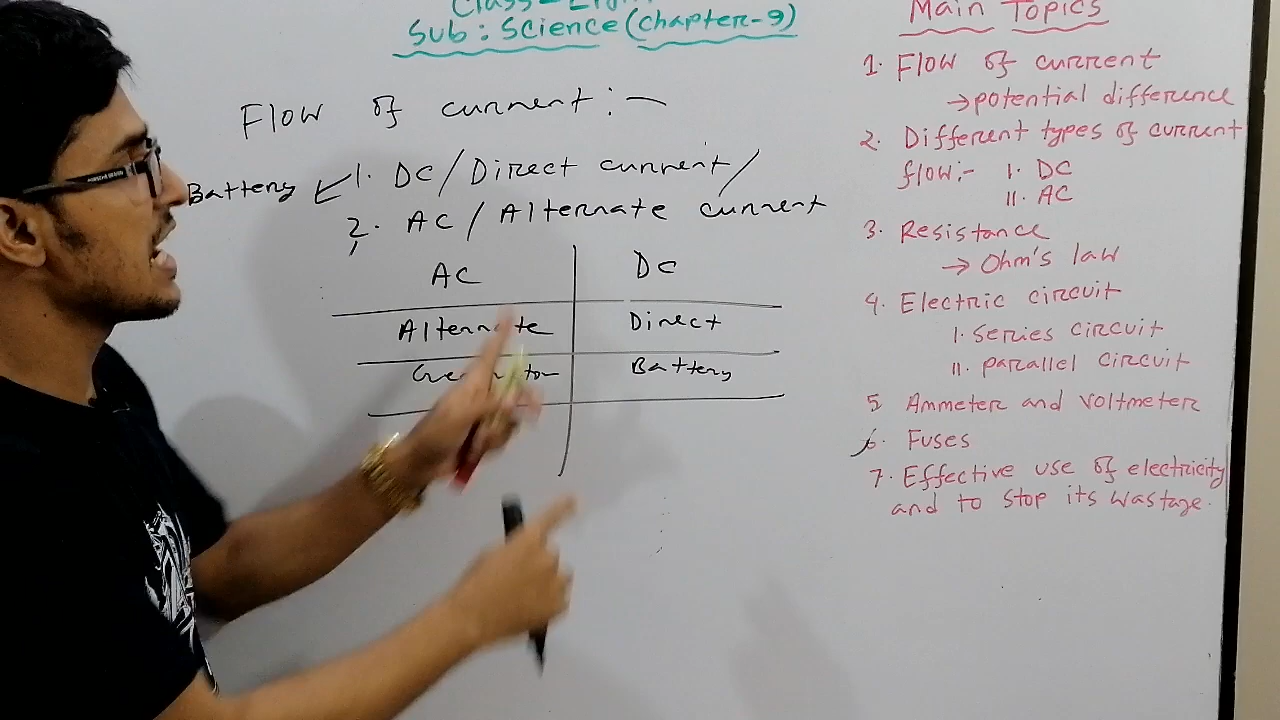 Sub: Science (chapter-9)
Flow of current:-
Battery
1. DC/Direct current/
2. AC/Alternate current
AC DC
Alternate Direct
Battery
Main Topics
1. Flow of current
→potential difference
2. Different types of current
flow:- I. DC
II. AC
3. Resistance
→ Ohm's law
4. Electric circuit
I. Series circuit
II. parallel circuit
5 Ammeter and voltmeter
6. Fuses
7. Effective use of electricity
and to stop its wastage.